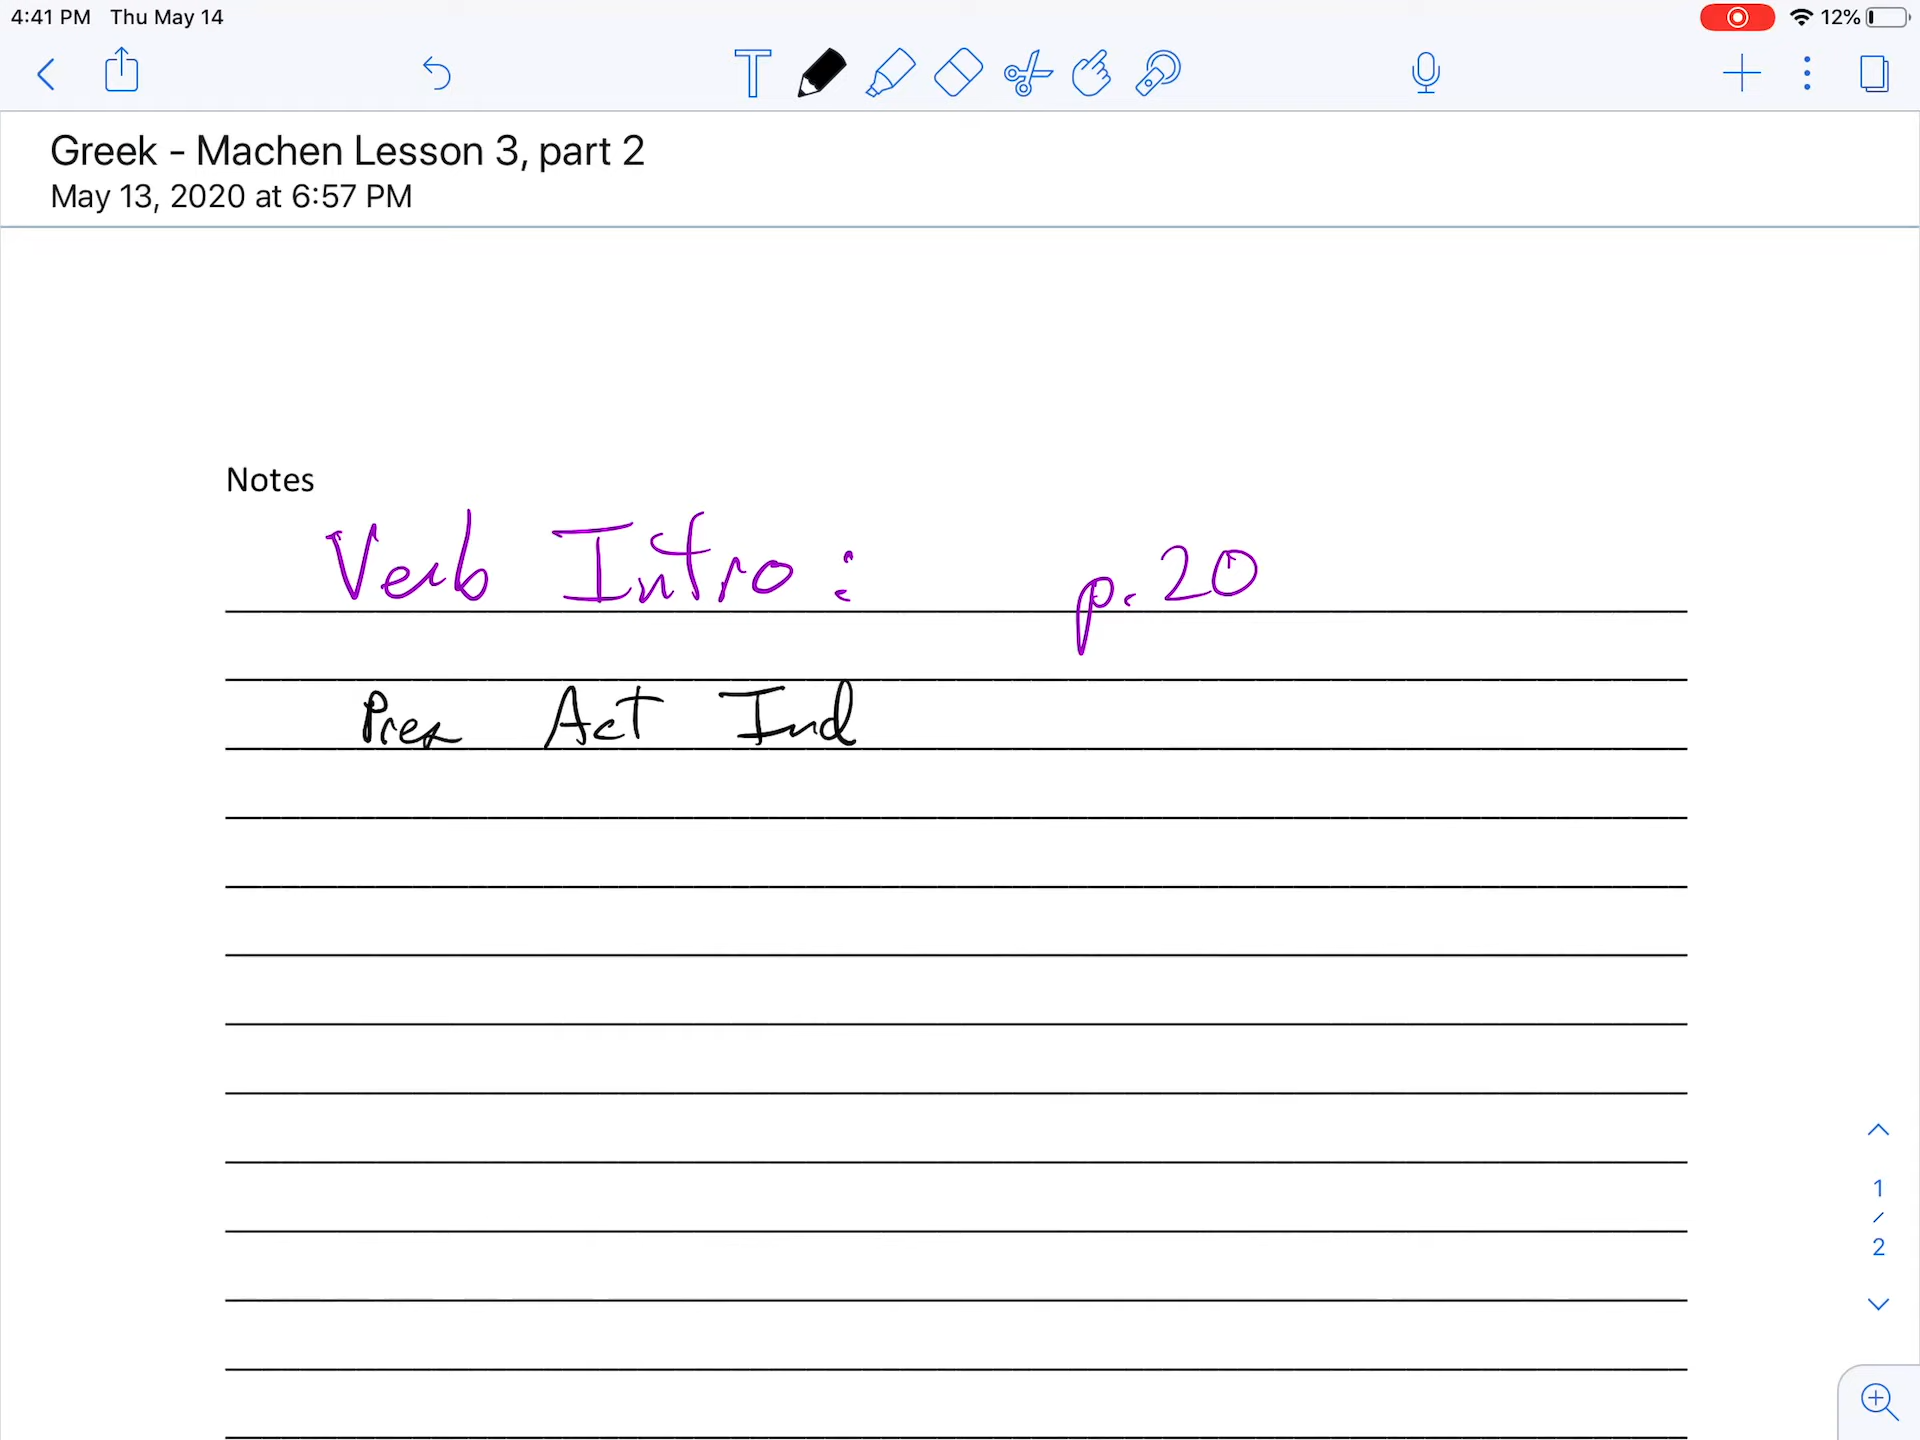 4:41 PM Thu May 14 12%
Greek - Machen Lesson 3, part 2
May 13, 2020 at 6:57 PM
Notes
Verb Intro: p. 20
Pres Act Ind
1
/
2